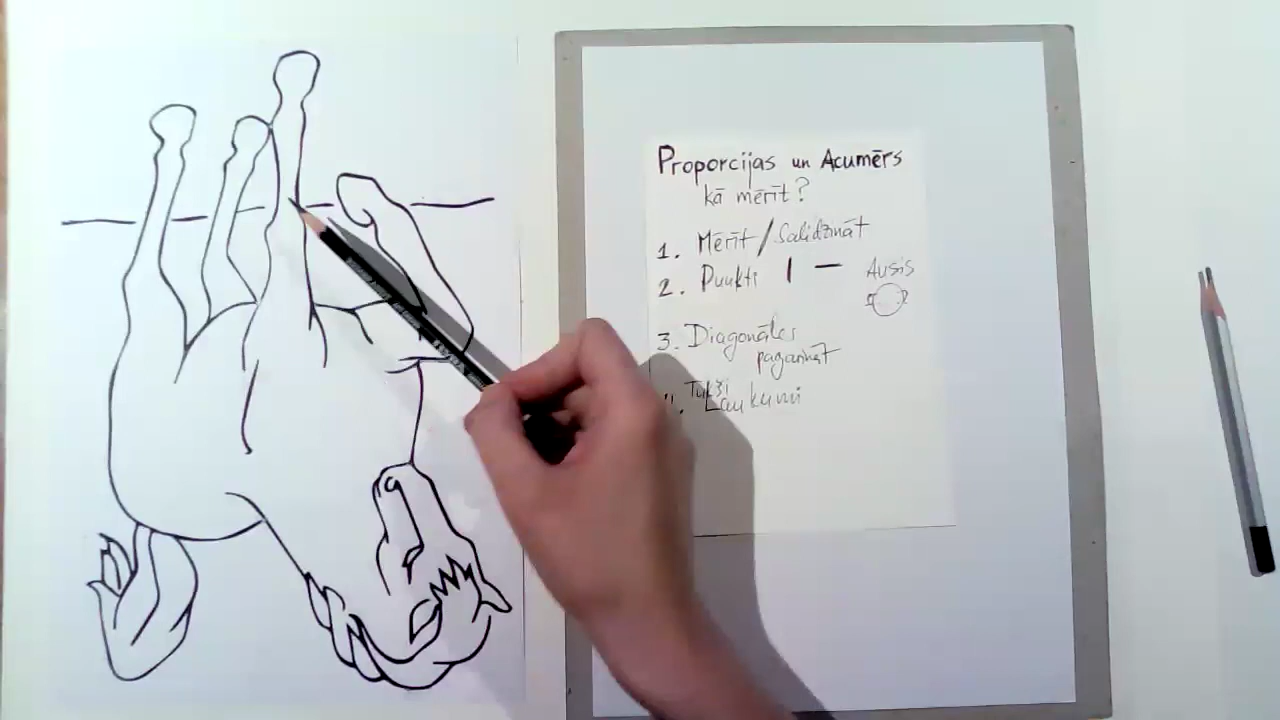 Proporcijas un Acumērs
kā mērīt?
1. Mērīt / Salīdzināt
2. Punkti | — Ausis
3. Diagonāles
pagarināt
4. Tukši
Laukumi